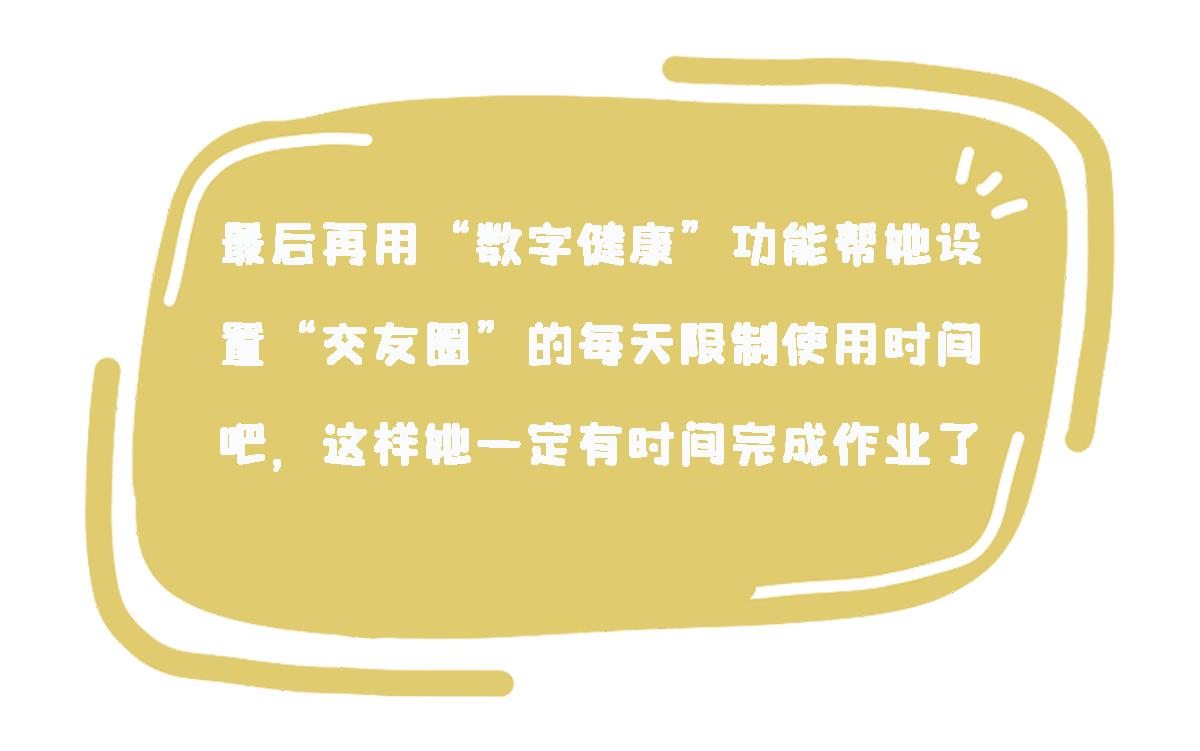 最后再用“数字健康”功能帮她设
置“交友圈”的每天限制使用时间
吧，这样她一定有时间完成作业了